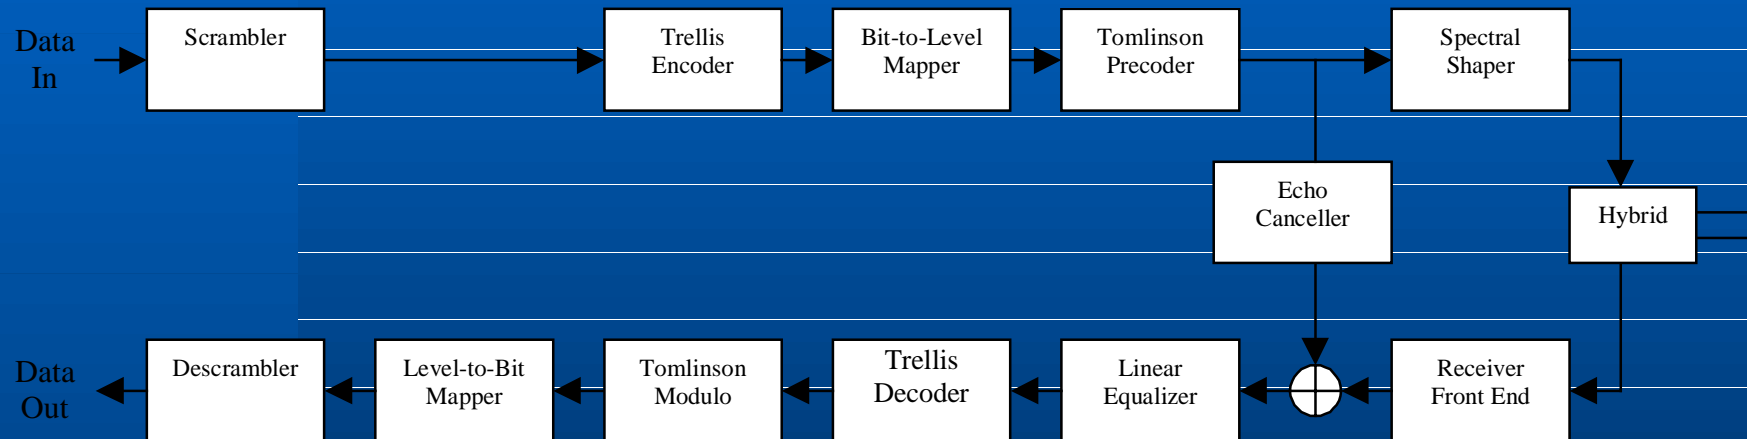 Data
In
Scrambler
Trellis
Encoder
Bit-to-Level
Mapper
Tomlinson
Precoder
Spectral
Shaper
Echo
Canceller
Hybrid
Data
Out
Descrambler
Level-to-Bit
Mapper
Tomlinson
Modulo
Trellis
Decoder
Linear
Equalizer
Receiver
Front End